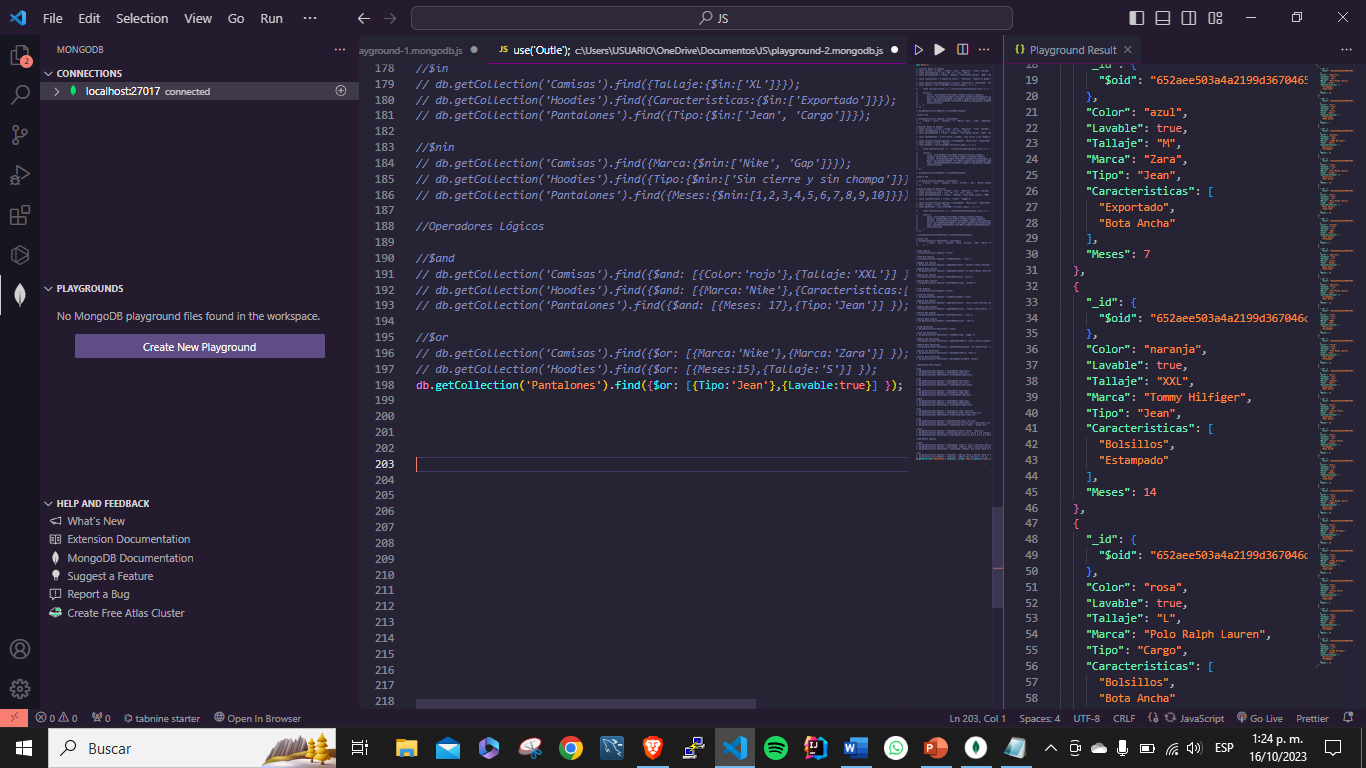 File Edit Selection View Go Run ···
JS
MONGODB
CONNECTIONS
localhost:27017 connected
PLAYGROUNDS
No MongoDB playground files found in the workspace.
Create New Playground
HELP AND FEEDBACK
What's New
Extension Documentation
MongoDB Documentation
Suggest a Feature
Report a Bug
Create Free Atlas Cluster
ayground-1.mongodb.js
JS use('Outle'); c:\Users\USUARIO\OneDrive\Documentos\JS\playground-2.mongodb.js
178 //$in
179 // db.getCollection('Camisas').find({Tallaje:{$in:['XL']}});
180 // db.getCollection('Hoodies').find({Caracteristicas:{$in:['Exportado']}});
181 // db.getCollection('Pantalones').find({Tipo:{$in:['Jean', 'Cargo']}});
182
183 //$nin
184 // db.getCollection('Camisas').find({Marca:{$nin:['Nike', 'Gap']}});
185 // db.getCollection('Hoodies').find({Tipo:{$nin:['Sin cierre y sin chompa']}}
186 // db.getCollection('Pantalones').find({Meses:{$nin:[1,2,3,4,5,6,7,8,9,10]}})
187
188 //Operadores Lógicos
189
190 //$and
191 // db.getCollection('Camisas').find({$and: [{Color:'rojo'},{Tallaje:'XXL'}] }
192 // db.getCollection('Hoodies').find({$and: [{Marca:'Nike'},{Caracteristicas:[
193 // db.getCollection('Pantalones').find({$and: [{Meses: 17},{Tipo:'Jean'}] });
194
195 //$or
196 // db.getCollection('Camisas').find({$or: [{Marca:'Nike'},{Marca:'Zara'}] });
197 // db.getCollection('Hoodies').find({$or: [{Meses:15},{Tallaje:'S'}] });
198 db.getCollection('Pantalones').find({$or: [{Tipo:'Jean'},{Lavable:true}] });
199
200
201
202
203
204
205
206
207
208
209
210
211
212
213
214
215
216
217
218
{} Playground Result
18 "_id": {
19 "$oid": "652aee503a4a2199d3670465
20 },
21 "Color": "azul",
22 "Lavable": true,
23 "Tallaje": "M",
24 "Marca": "Zara",
25 "Tipo": "Jean",
26 "Caracteristicas": [
27 "Exportado",
28 "Bota Ancha"
29 ],
30 "Meses": 7
31 },
32 {
33 "_id": {
34 "$oid": "652aee503a4a2199d367046c
35 },
36 "Color": "naranja",
37 "Lavable": true,
38 "Tallaje": "XXL",
39 "Marca": "Tommy Hilfiger",
40 "Tipo": "Jean",
41 "Caracteristicas": [
42 "Bolsillos",
43 "Estampado"
44 ],
45 "Meses": 14
46 },
47 {
48 "_id": {
49 "$oid": "652aee503a4a2199d367046c
50 },
51 "Color": "rosa",
52 "Lavable": true,
53 "Tallaje": "L",
54 "Marca": "Polo Ralph Lauren",
55 "Tipo": "Cargo",
56 "Caracteristicas": [
57 "Bolsillos",
58 "Bota Ancha"
0 0 0 tabnine starter Open In Browser
Ln 203, Col 1 Spaces: 4 UTF-8 CRLF {} JavaScript Go Live Prettier
Buscar
ESP
1:24 p. m.
16/10/2023